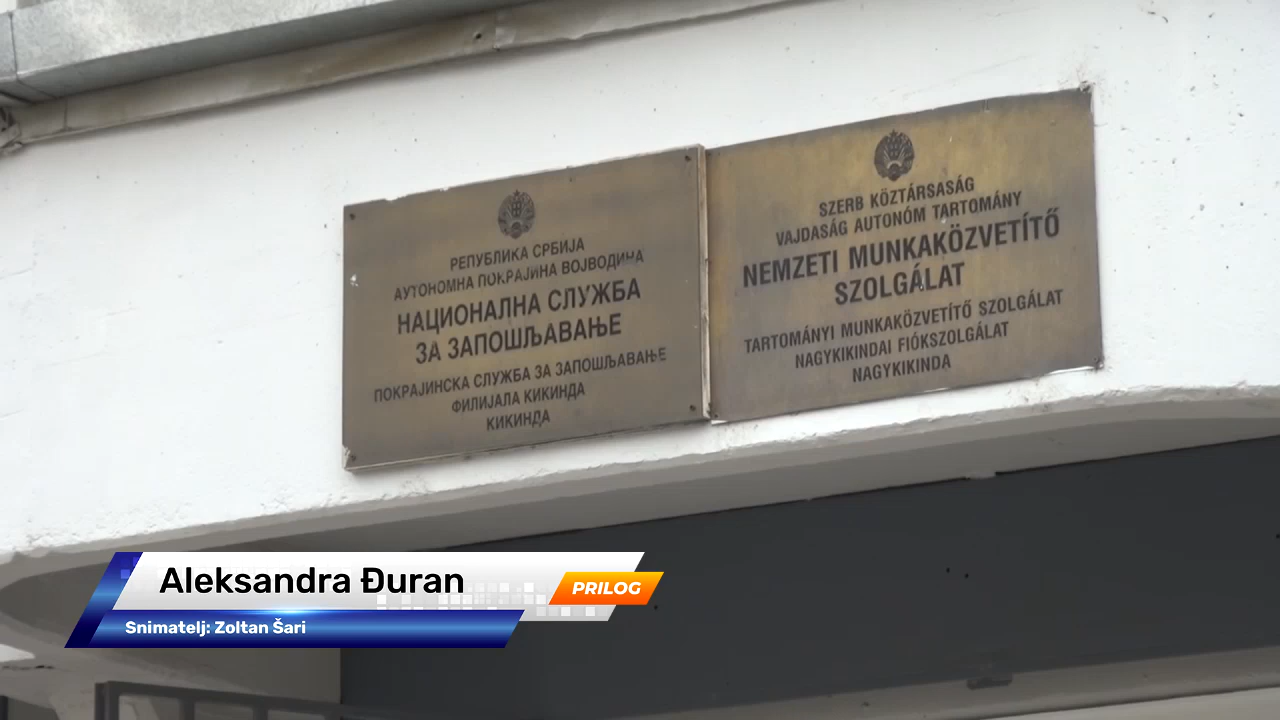 РЕПУБЛИКА СРБИЈА
АУТОНОМНА ПОКРАЈИНА ВОЈВОДИНА
НАЦИОНАЛНА СЛУЖБА
ЗА ЗАПОШЉАВАЊЕ
ПОКРАЈИНСКА СЛУЖБА ЗА ЗАПОШЉАВАЊЕ
ФИЛИЈАЛА КИКИНДА
КИКИНДА
SZERB KÖZTÁRSASÁG
VAJDASÁG AUTONÓM TARTOMÁNY
NEMZETI MUNKAKÖZVETÍTŐ
SZOLGÁLAT
TARTOMÁNYI MUNKAKÖZVETÍTŐ SZOLGÁLAT
NAGYKIKINDAI FIÓKSZOLGÁLAT
NAGYKIKINDA
Aleksandra Đuran
PRILOG
Snimatelj: Zoltan Šari